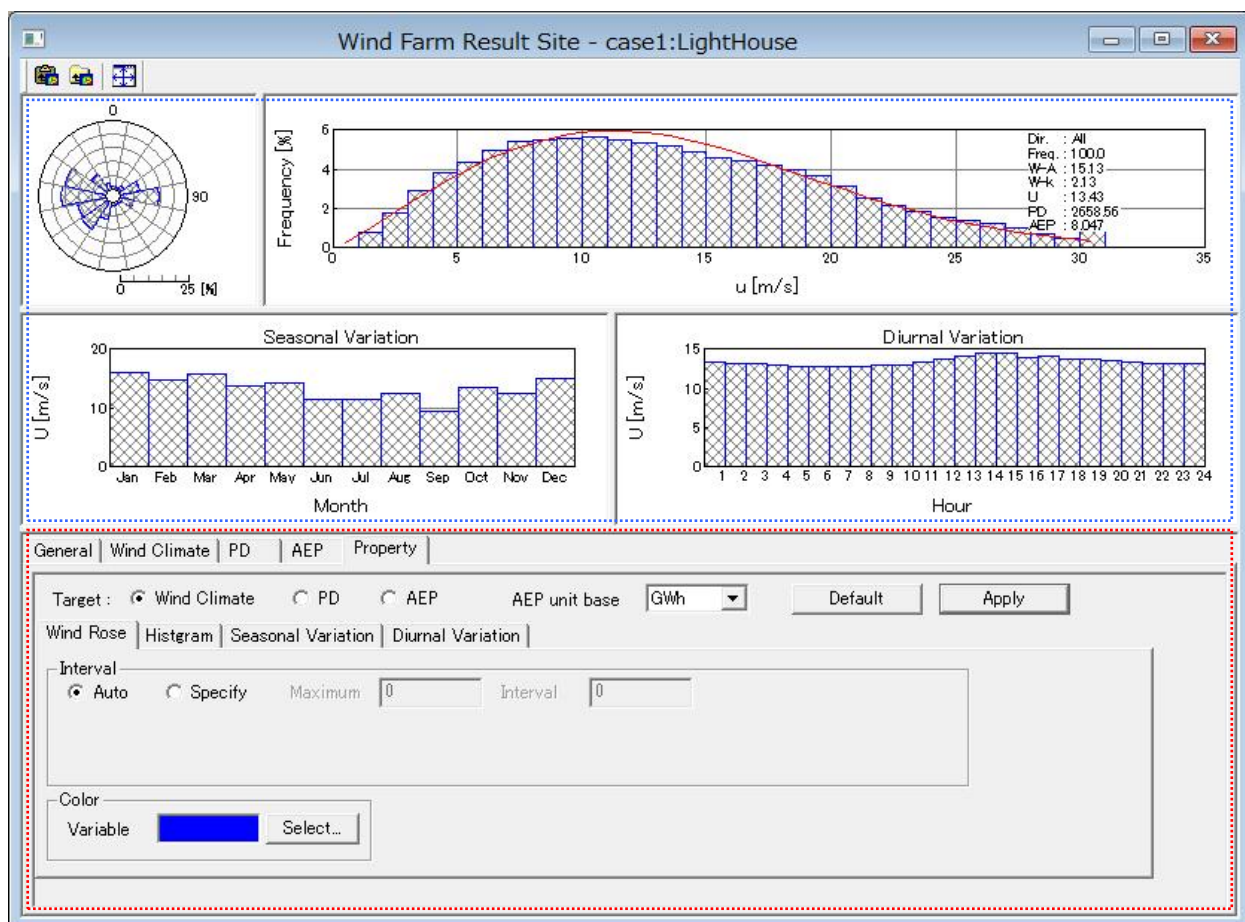 Wind Farm Result Site - case1:LightHouse
0
90
0 25 [%]
Frequency [%]
6
4
2
0
0 5 10 15 20 25 30 35
u [m/s]
Dir. : All
Freq. : 100.0
W-A : 15.13
W-k : 2.13
U : 13.43
PD : 2658.56
AEP : 8.047
Seasonal Variation
U [m/s]
20
10
0
Jan Feb Mar Apr May Jun Jul Aug Sep Oct Nov Dec
Month
Diurnal Variation
U [m/s]
15
10
5
0
1 2 3 4 5 6 7 8 9 10 11 12 13 14 15 16 17 18 19 20 21 22 23 24
Hour
General Wind Climate PD AEP Property
Target : Wind Climate PD AEP AEP unit base GWh Default Apply
Wind Rose Histgram Seasonal Variation Diurnal Variation
Interval
Auto Specify Maximum 0 Interval 0
Color
Variable Select...